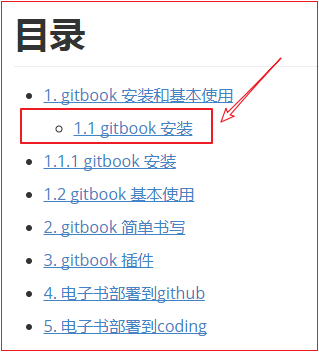 目录
1. gitbook 安装和基本使用
1.1 gitbook 安装
1.1.1 gitbook 安装
1.2 gitbook 基本使用
2. gitbook 简单书写
3. gitbook 插件
4. 电子书部署到github
5. 电子书部署到coding